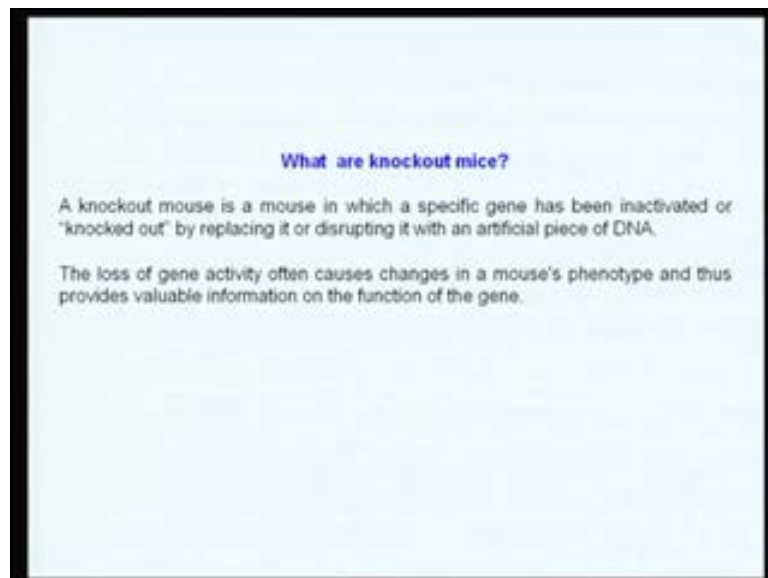 What are knockout mice?
A knockout mouse is a mouse in which a specific gene has been inactivated or
"knocked out" by replacing it or disrupting it with an artificial piece of DNA.
The loss of gene activity often causes changes in a mouse's phenotype and thus
provides valuable information on the function of the gene.